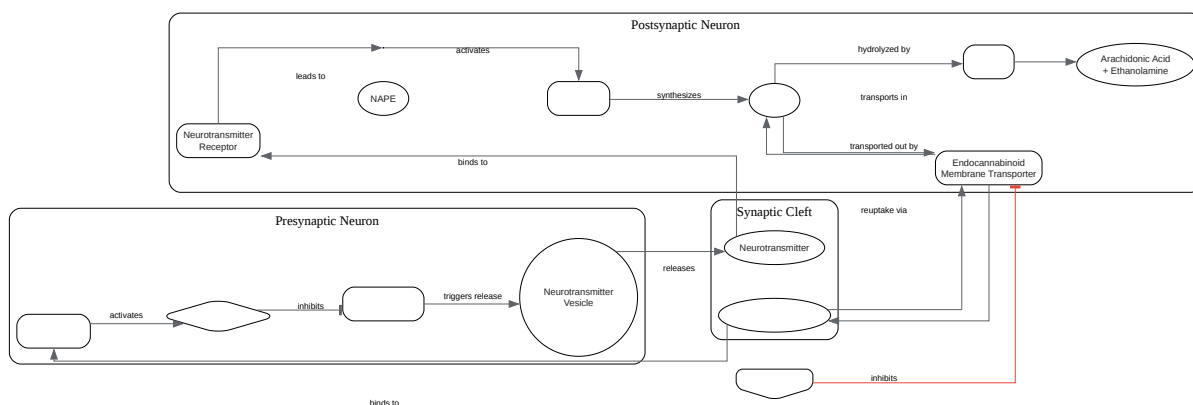 Postsynaptic Neuron
activates
hydrolyzed by
Arachidonic Acid
+ Ethanolamine
leads to
NAPE
synthesizes
transports in
Neurotransmitter
Receptor
binds to
transported out by
Endocannabinoid
Membrane Transporter
Presynaptic Neuron
Synaptic Cleft
reuptake via
Neurotransmitter
releases
Neurotransmitter
Vesicle
activates
inhibits
triggers release
inhibits
binds to